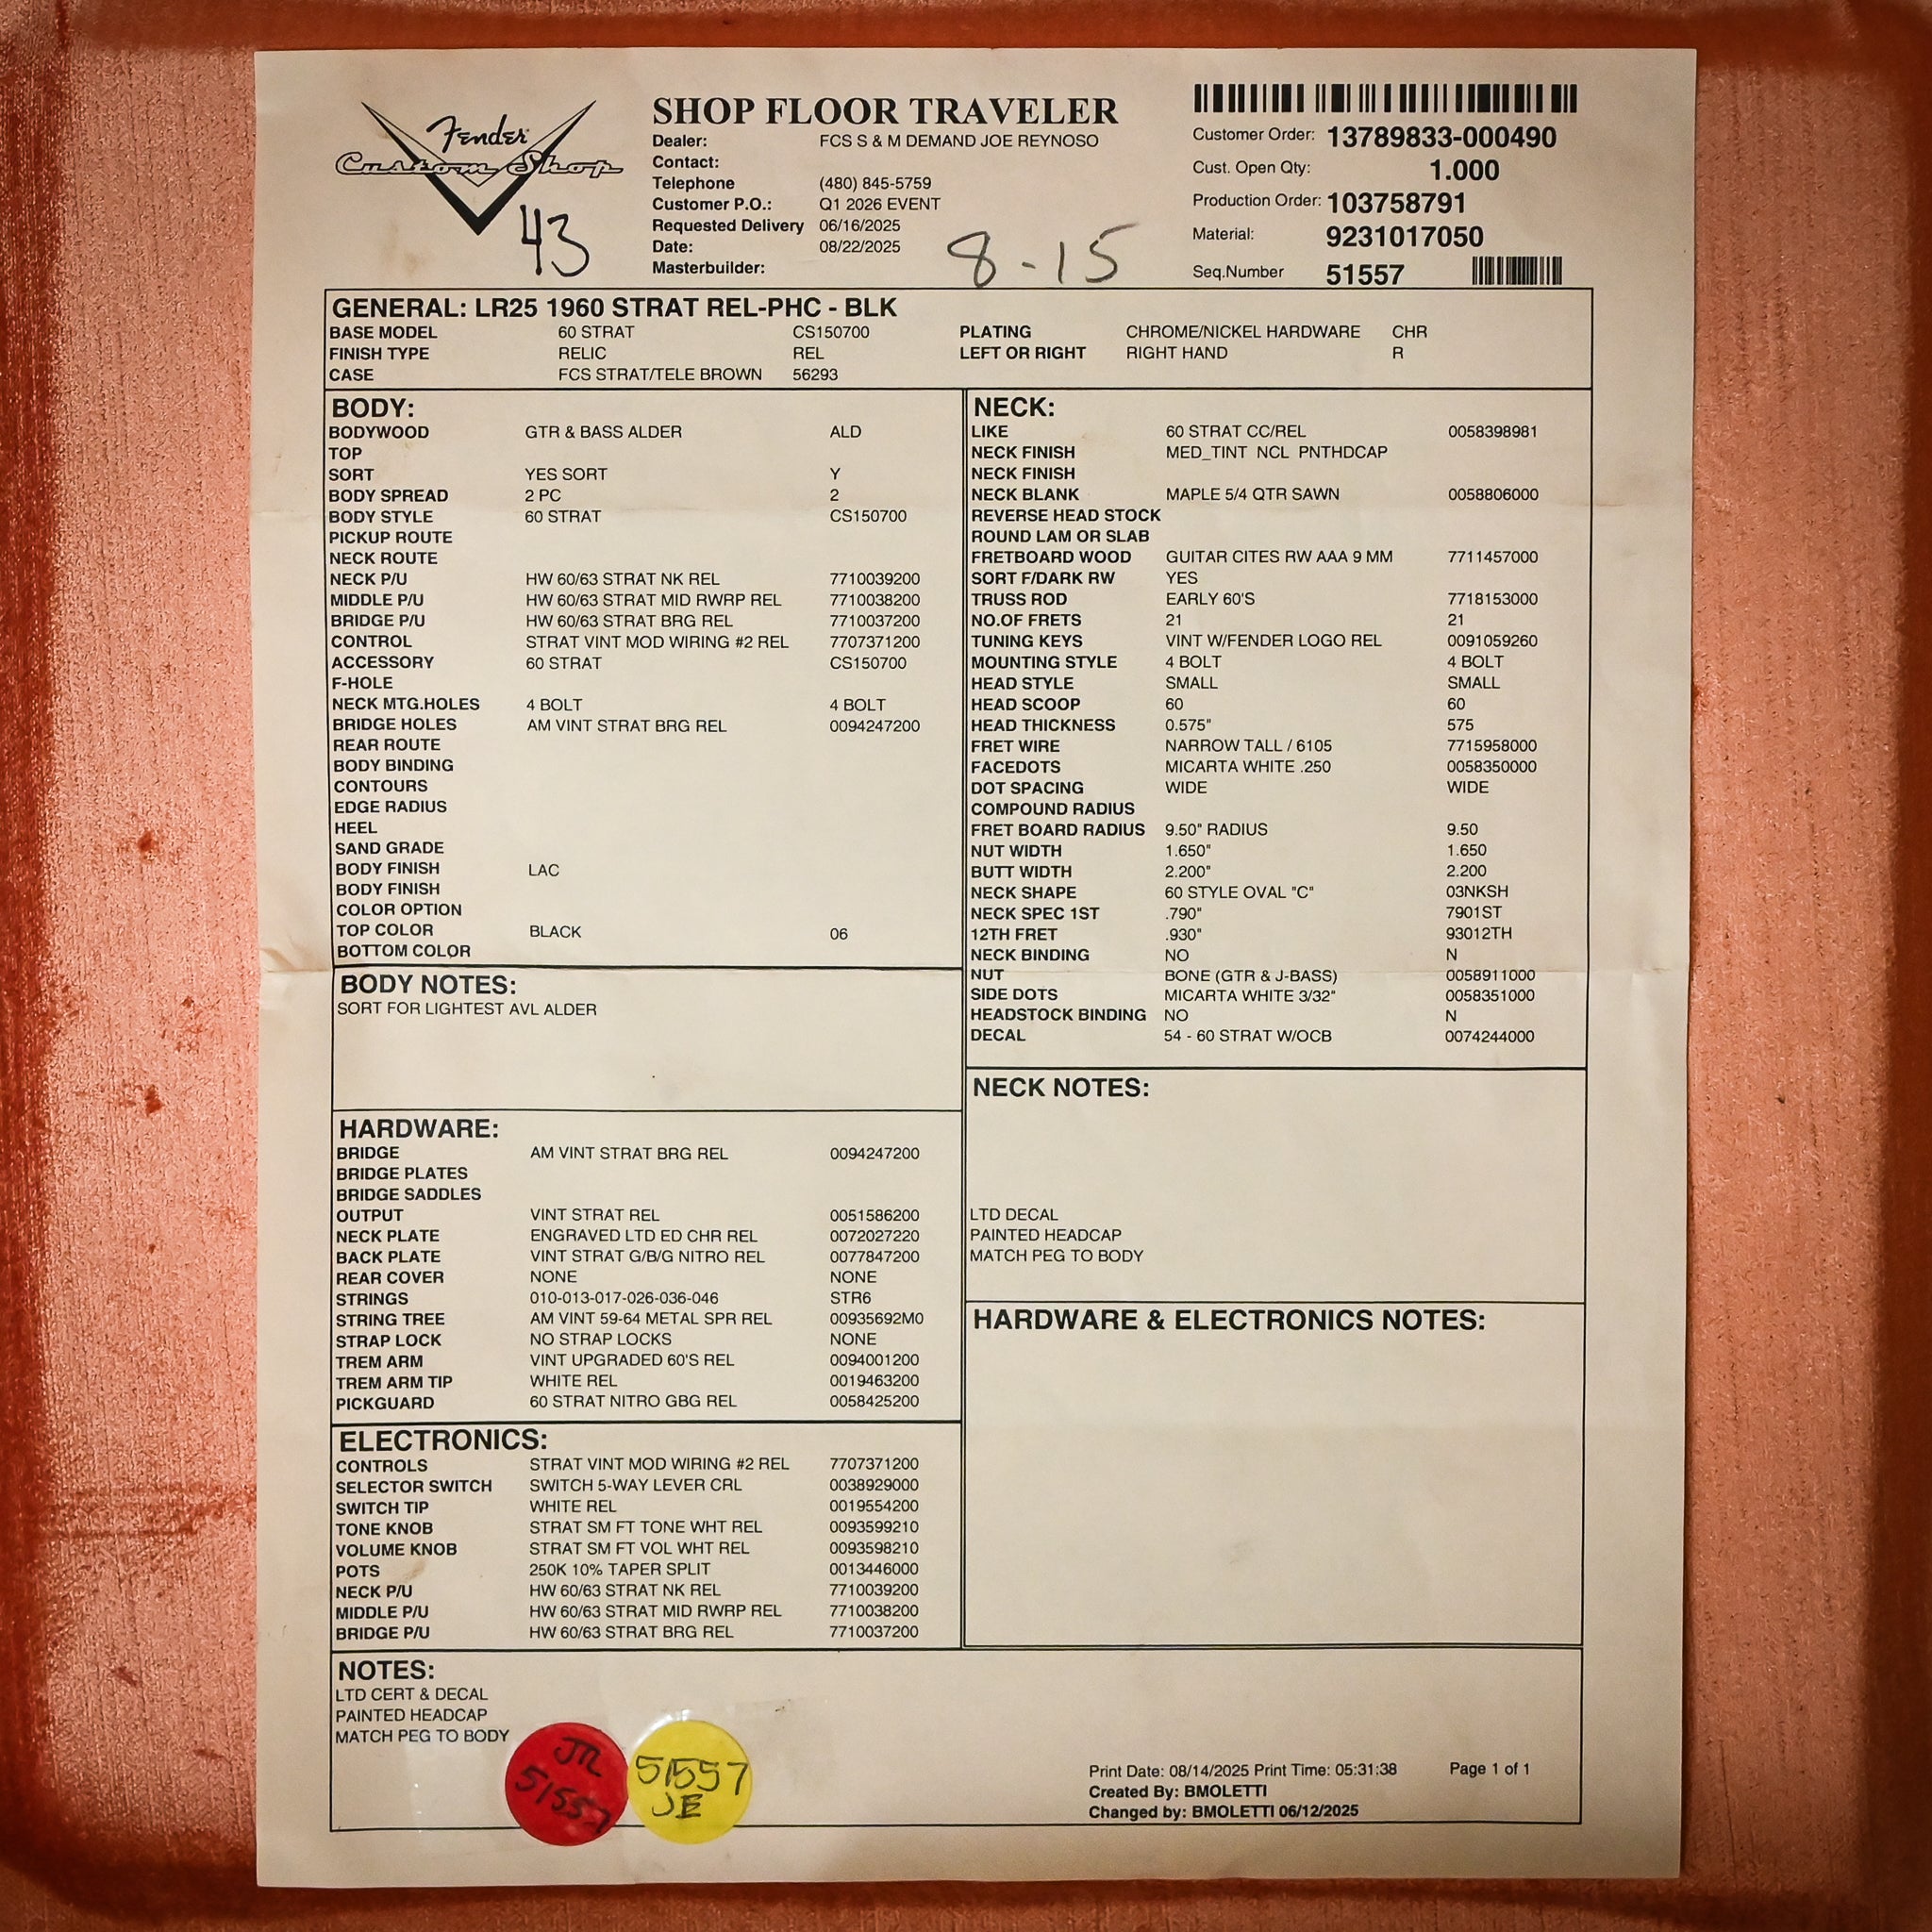 Fender
Custom Shop
43
SHOP FLOOR TRAVELER
Dealer: FCS S & M DEMAND JOE REYNOSO
Contact:
Telephone (480) 845-5759
Customer P.O.: Q1 2026 EVENT
Requested Delivery 06/16/2025
Date: 08/22/2025
Masterbuilder:
8-15
Customer Order: 13789833-000490
Cust. Open Qty: 1.000
Production Order: 103758791
Material: 9231017050
Seq.Number 51557
GENERAL: LR25 1960 STRAT REL-PHC - BLK
BASE MODEL 60 STRAT CS150700 PLATING CHROME/NICKEL HARDWARE CHR
FINISH TYPE RELIC REL LEFT OR RIGHT RIGHT HAND R
CASE FCS STRAT/TELE BROWN 56293
BODY:
BODYWOOD GTR & BASS ALDER ALD
TOP
SORT YES SORT Y
BODY SPREAD 2 PC 2
BODY STYLE 60 STRAT CS150700
PICKUP ROUTE
NECK ROUTE
NECK P/U HW 60/63 STRAT NK REL 7710039200
MIDDLE P/U HW 60/63 STRAT MID RWRP REL 7710038200
BRIDGE P/U HW 60/63 STRAT BRG REL 7710037200
CONTROL STRAT VINT MOD WIRING #2 REL 7707371200
ACCESSORY 60 STRAT CS150700
F-HOLE
NECK MTG.HOLES 4 BOLT 4 BOLT
BRIDGE HOLES AM VINT STRAT BRG REL 0094247200
REAR ROUTE
BODY BINDING
CONTOURS
EDGE RADIUS
HEEL
SAND GRADE
BODY FINISH LAC
BODY FINISH
COLOR OPTION
TOP COLOR BLACK 06
BOTTOM COLOR
BODY NOTES:
SORT FOR LIGHTEST AVL ALDER
HARDWARE:
BRIDGE AM VINT STRAT BRG REL 0094247200
BRIDGE PLATES
BRIDGE SADDLES
OUTPUT VINT STRAT REL 0051586200
NECK PLATE ENGRAVED LTD ED CHR REL 0072027220
BACK PLATE VINT STRAT G/B/G NITRO REL 0077847200
REAR COVER NONE NONE
STRINGS 010-013-017-026-036-046 STR6
STRING TREE AM VINT 59-64 METAL SPR REL 00935692M0
STRAP LOCK NO STRAP LOCKS NONE
TREM ARM VINT UPGRADED 60'S REL 0094001200
TREM ARM TIP WHITE REL 0019463200
PICKGUARD 60 STRAT NITRO GBG REL 0058425200
ELECTRONICS:
CONTROLS STRAT VINT MOD WIRING #2 REL 7707371200
SELECTOR SWITCH SWITCH 5-WAY LEVER CRL 0038929000
SWITCH TIP WHITE REL 0019554200
TONE KNOB STRAT SM FT TONE WHT REL 0093599210
VOLUME KNOB STRAT SM FT VOL WHT REL 0093598210
POTS 250K 10% TAPER SPLIT 0013446000
NECK P/U HW 60/63 STRAT NK REL 7710039200
MIDDLE P/U HW 60/63 STRAT MID RWRP REL 7710038200
BRIDGE P/U HW 60/63 STRAT BRG REL 7710037200
NECK:
LIKE 60 STRAT CC/REL 0058398981
NECK FINISH MED_TINT NCL PNTHDCAP
NECK FINISH
NECK BLANK MAPLE 5/4 QTR SAWN 0058806000
REVERSE HEAD STOCK
ROUND LAM OR SLAB
FRETBOARD WOOD GUITAR CITES RW AAA 9 MM 7711457000
SORT F/DARK RW YES
TRUSS ROD EARLY 60'S 7718153000
NO.OF FRETS 21 21
TUNING KEYS VINT W/FENDER LOGO REL 0091059260
MOUNTING STYLE 4 BOLT 4 BOLT
HEAD STYLE SMALL SMALL
HEAD SCOOP 60 60
HEAD THICKNESS 0.575" 575
FRET WIRE NARROW TALL / 6105 7715958000
FACEDOTS MICARTA WHITE .250 0058350000
DOT SPACING WIDE WIDE
COMPOUND RADIUS
FRET BOARD RADIUS 9.50" RADIUS 9.50
NUT WIDTH 1.650" 1.650
BUTT WIDTH 2.200" 2.200
NECK SHAPE 60 STYLE OVAL "C" 03NKSH
NECK SPEC 1ST .790" 7901ST
12TH FRET .930" 93012TH
NECK BINDING NO N
NUT BONE (GTR & J-BASS) 0058911000
SIDE DOTS MICARTA WHITE 3/32" 0058351000
HEADSTOCK BINDING NO N
DECAL 54 - 60 STRAT W/OCB 0074244000
NECK NOTES:
LTD DECAL
PAINTED HEADCAP
MATCH PEG TO BODY
HARDWARE & ELECTRONICS NOTES:
NOTES:
LTD CERT & DECAL
PAINTED HEADCAP
MATCH PEG TO BODY
JR
51557
51557
JE
Print Date: 08/14/2025 Print Time: 05:31:38 Page 1 of 1
Created By: BMOLETTI
Changed by: BMOLETTI 06/12/2025